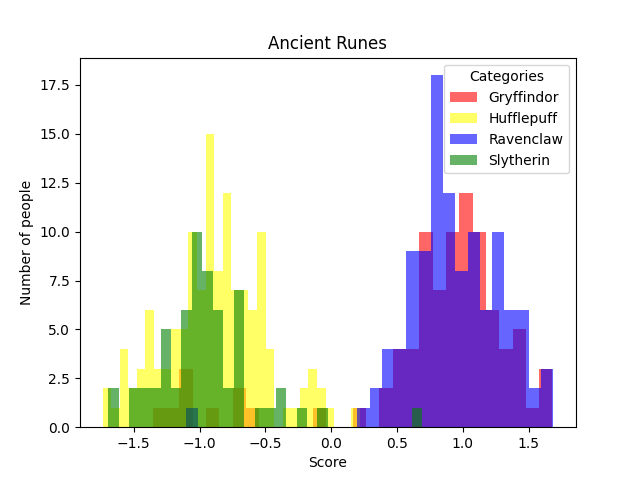 Ancient Runes
Categories
Gryffindor
Hufflepuff
Ravenclaw
Slytherin
17.5
15.0
12.5
10.0
7.5
5.0
2.5
0.0
Number of people
−1.5 −1.0 −0.5 0.0 0.5 1.0 1.5
Score